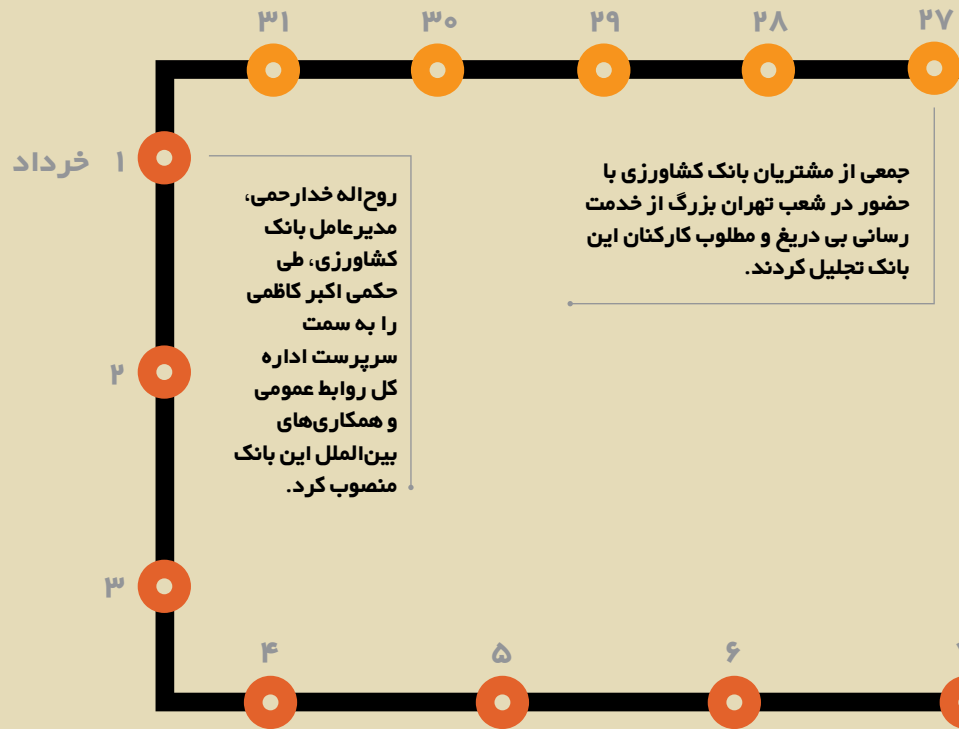 ۲۷
۲۸
۲۹
۳۰
۳۱
جمعی از مشتریان بانک کشاورزی با
حضور در شعب تهران بزرگ از خدمت
رسانی بی دریغ و مطلوب کارکنان این
بانک تجلیل کردند.
۱ خرداد
روح‌اله خدارحمی،
مدیرعامل بانک
کشاورزی، طی
حکمی اکبر کاظمی
را به سمت
سرپرست اداره
کل روابط عمومی
و همکاری‌های
بین‌الملل این بانک
منصوب کرد.
۲
۳
۴
۵
۶